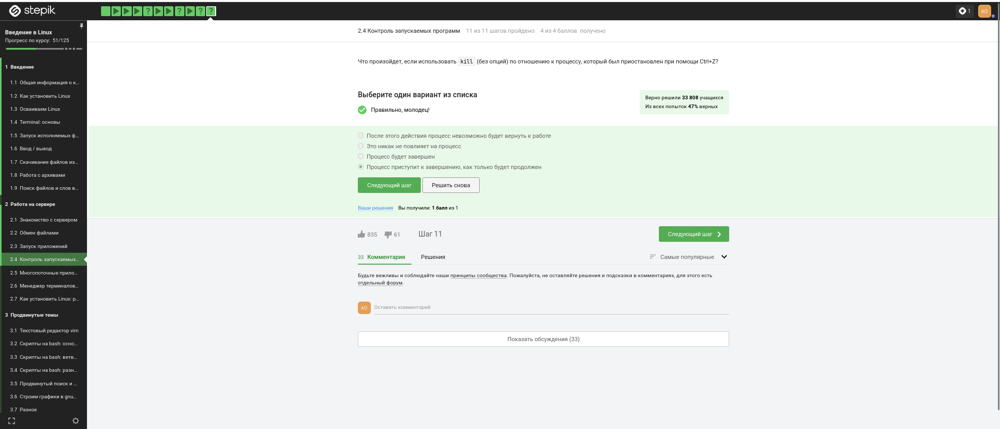 stepik
1
AO
Введение в Linux
Прогресс по курсу: 51/125
1 Введение
1.1 Общая информация о к...
1.2 Как установить Linux
1.3 Осваиваем Linux
1.4 Terminal: основы
1.5 Запуск исполняемых ф...
1.6 Ввод / вывод
1.7 Скачивание файлов из...
1.8 Работа с архивами
1.9 Поиск файлов и слов в...
2 Работа на сервере
2.1 Знакомство с сервером
2.2 Обмен файлами
2.3 Запуск приложений
2.4 Контроль запускаемых...
2.5 Многопоточные прило...
2.6 Менеджер терминалов...
2.7 Как установить Linux: р...
3 Продвинутые темы
3.1 Текстовый редактор vim
3.2 Скрипты на bash: осно...
3.3 Скрипты на bash: ветв...
3.4 Скрипты на bash: разн...
3.5 Продвинутый поиск и ...
3.6 Строим графики в gnu...
3.7 Разное
2.4 Контроль запускаемых программ 11 из 11 шагов пройдено 4 из 4 баллов получено
Что произойдет, если использовать kill (без опций) по отношению к процессу, который был приостановлен при помощи Ctrl+Z?
Выберите один вариант из списка
Правильно, молодец!
Верно решили 33 808 учащихся
Из всех попыток 47% верных
После этого действия процесс невозможно будет вернуть к работе
Это никак не повлияет на процесс
Процесс будет завершен
Процесс приступит к завершению, как только будет продолжен
Следующий шаг Решить снова
Ваши решения Вы получили: 1 балл из 1
835 61 Шаг 11 Следующий шаг
33 Комментария Решения Самые популярные
Будьте вежливы и соблюдайте наши принципы сообщества. Пожалуйста, не оставляйте решения и подсказки в комментариях, для этого есть
отдельный форум.
AO Оставить комментарий
Показать обсуждения (33)